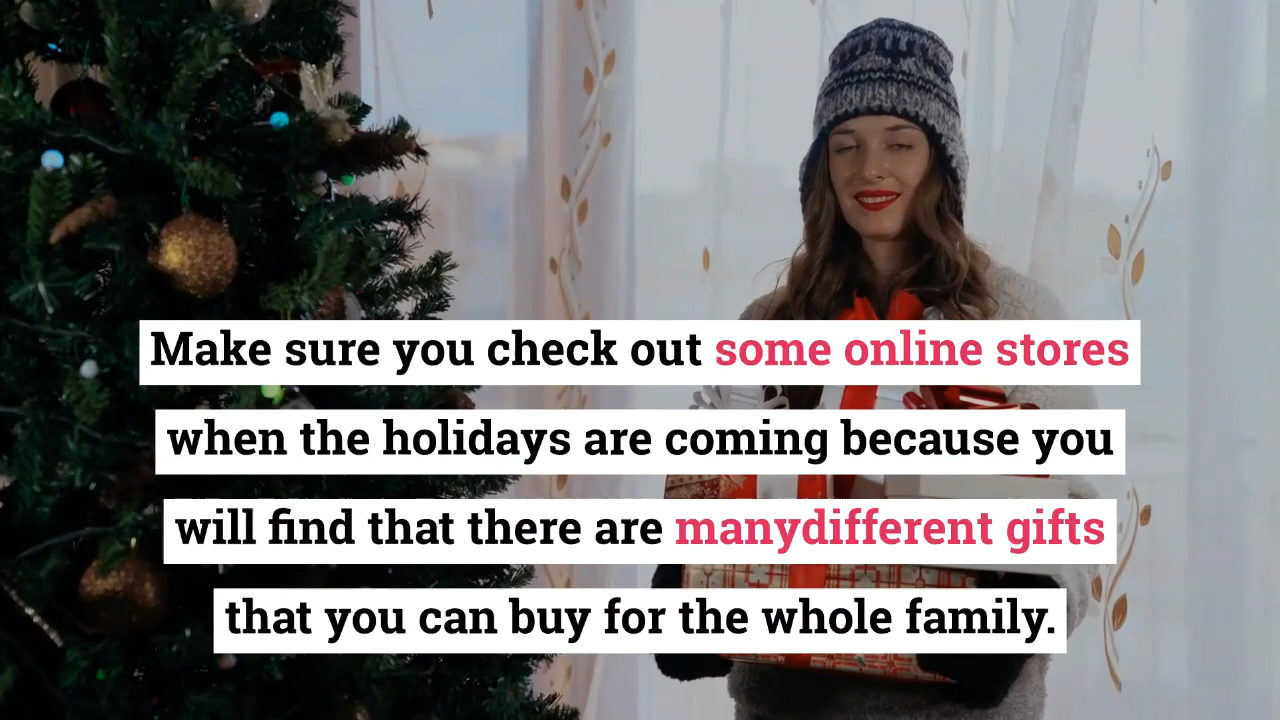 Make sure you check out some online stores
when the holidays are coming because you
will find that there are manydifferent gifts
that you can buy for the whole family.